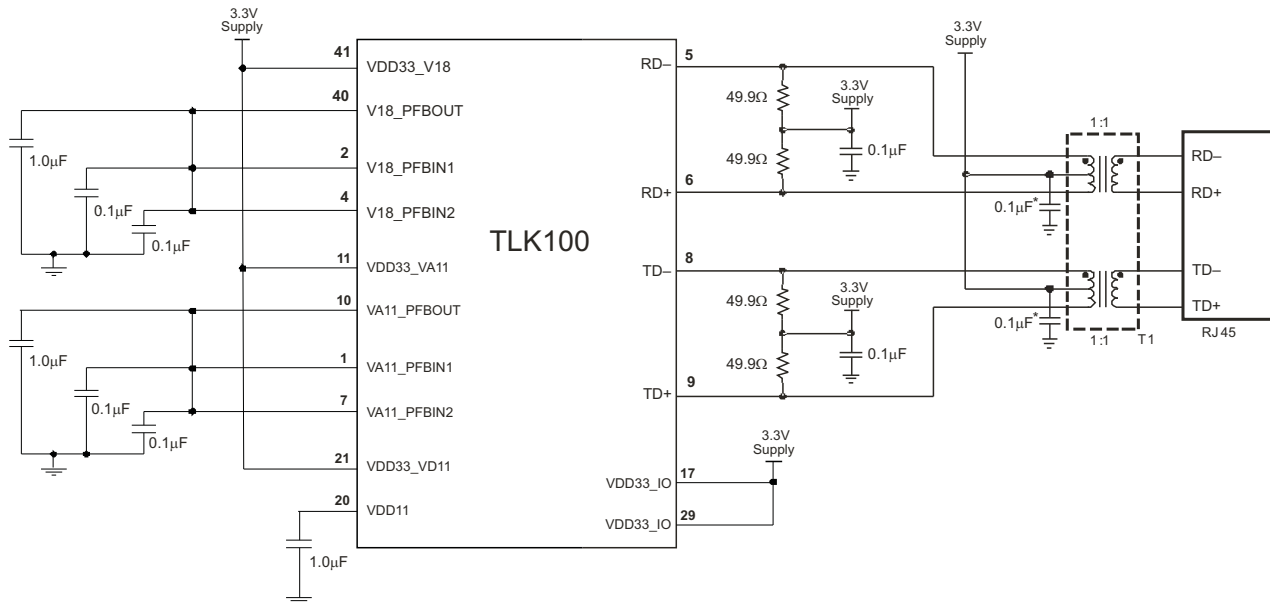 3.3V
Supply
41
VDD33_V18
40
V18_PFBOUT
1.0μF
2
V18_PFBIN1
0.1μF
4
V18_PFBIN2
0.1μF
11
VDD33_VA11
10
VA11_PFBOUT
1.0μF
1
VA11_PFBIN1
0.1μF
7
VA11_PFBIN2
0.1μF
21
VDD33_VD11
20
VDD11
1.0μF
TLK100
RD–
5
49.9Ω
3.3V
Supply
0.1μF
49.9Ω
RD+
6
TD–
8
49.9Ω
3.3V
Supply
0.1μF
49.9Ω
TD+
9
3.3V
Supply
VDD33_IO
17
VDD33_IO
29
3.3V
Supply
1:1
0.1μF*
0.1μF*
1:1
T1
RD–
RD+
TD–
TD+
RJ45